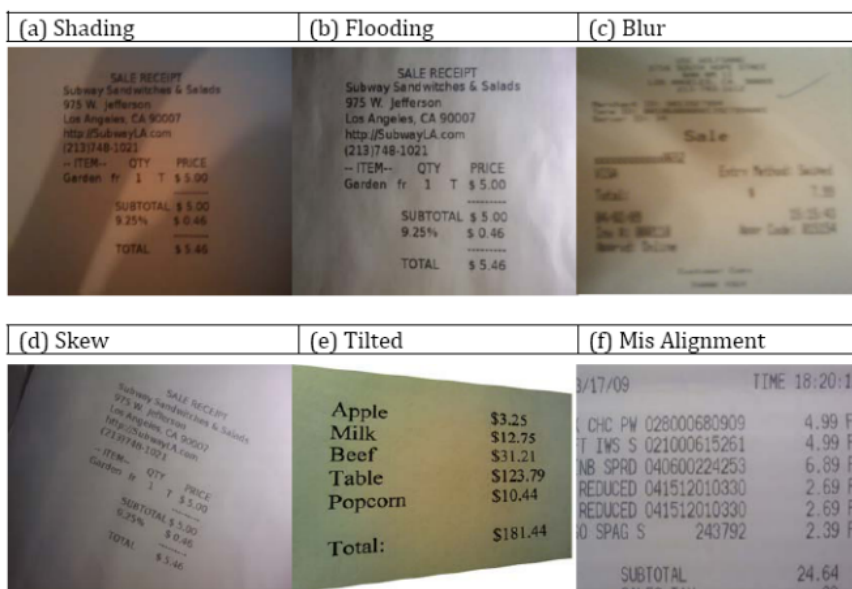 (a) Shading
(b) Flooding
(c) Blur
SALE RECEIPT
Subway Sandwitches & Salads
975 W. Jefferson
Los Angeles, CA 90007
http://SubwayLA.com
(213)748-1021
-- ITEM-- QTY PRICE
Garden fr 1 T $ 5.00
---------
SUBTOTAL $ 5.00
9.25% $ 0.46
---------
TOTAL $ 5.46
SALE RECEIPT
Subway Sandwitches & Salads
975 W. Jefferson
Los Angeles, CA 90007
http://SubwayLA.com
(213)748-1021
-- ITEM-- QTY PRICE
Garden fr 1 T $ 5.00
---------
SUBTOTAL $ 5.00
9.25% $ 0.46
---------
TOTAL $ 5.46
Sale
VISA Entry Method: Swiped
Total: $ 7.99
(d) Skew
(e) Tilted
(f) Mis Alignment
SALE RECEIPT
Subway Sandwitches & Salads
975 W. Jefferson
Los Angeles, CA 90007
http://SubwayLA.com
(213)748-1021
-- ITEM-- QTY PRICE
Garden fr 1 T $ 5.00
---------
SUBTOTAL $ 5.00
9.25% $ 0.46
---------
TOTAL $ 5.46
Apple $3.25
Milk $12.75
Beef $31.21
Table $123.79
Popcorn $10.44
Total: $181.44
3/17/09 TIME 18:20:1
CHC PW 028000680909 4.99 F
T IWS S 021000615261 4.99 F
NB SPRD 040600224253 6.89 F
REDUCED 041512010330 2.69 F
REDUCED 041512010330 2.69 F
O SPAG S 243792 2.39 F
SUBTOTAL 24.64